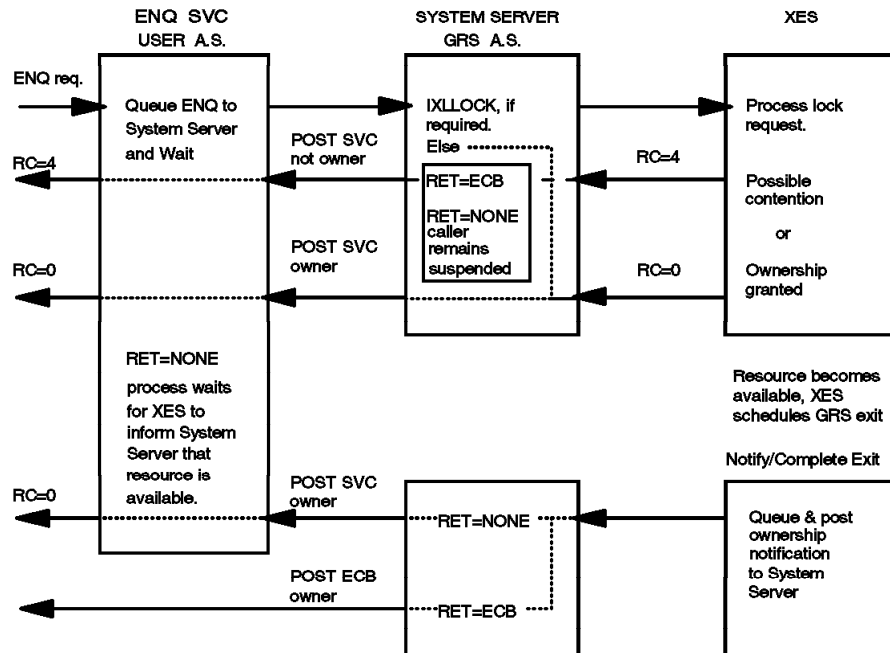 ENQ SVC
USER A.S.
SYSTEM SERVER
GRS A.S.
XES
ENQ req.
Queue ENQ to
System Server
and Wait
IXLLOCK, if
required.
Else
Process lock
request.
RC=4
POST SVC
not owner
RET=ECB
RET=NONE
caller
remains
suspended
RC=4
Possible
contention
or
RC=0
POST SVC
owner
RC=0
Ownership
granted
RET=NONE
process waits
for XES to
inform System
Server that
resource is
available.
Resource becomes
available, XES
schedules GRS exit
Notify/Complete Exit
RC=0
POST SVC
owner
RET=NONE
Queue & post
ownership
notification
to System
Server
POST ECB
owner
RET=ECB